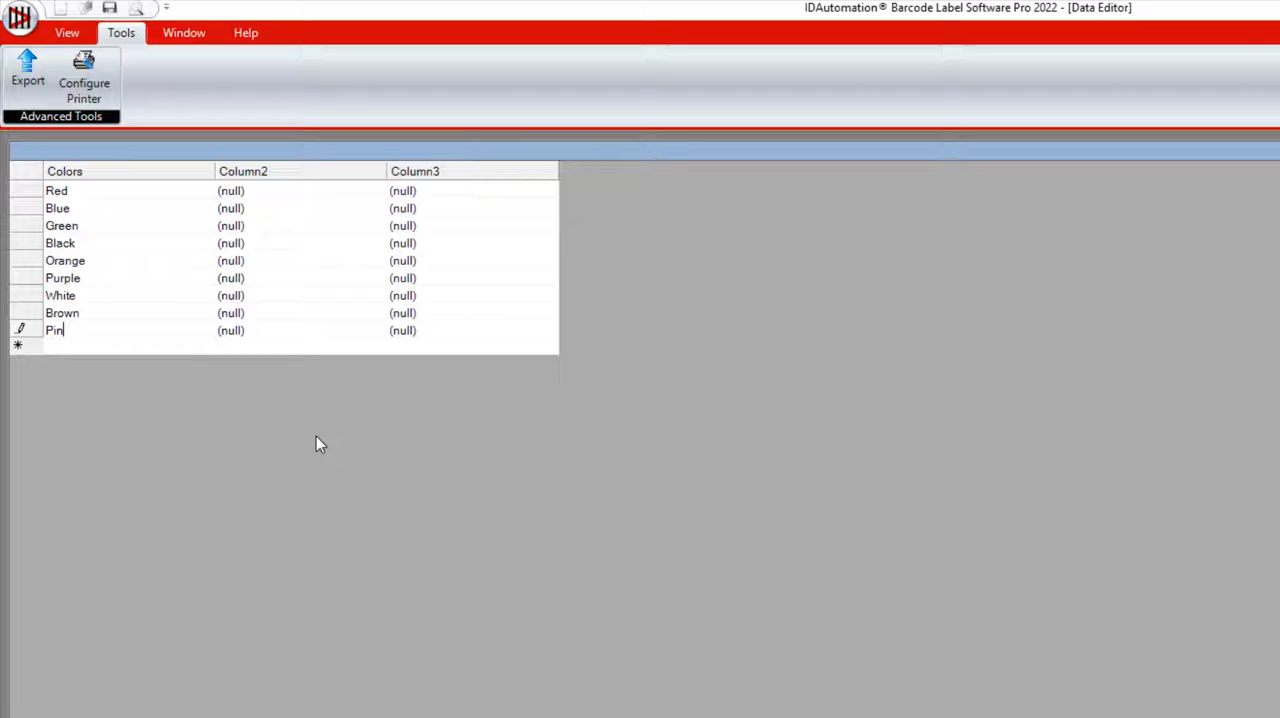 IDAutomation® Barcode Label Software Pro 2022 - [Data Editor]
View Tools Window Help
Export Configure Printer
Advanced Tools
Colors Column2 Column3
Red (null) (null)
Blue (null) (null)
Green (null) (null)
Black (null) (null)
Orange (null) (null)
Purple (null) (null)
White (null) (null)
Brown (null) (null)
Pin (null) (null)